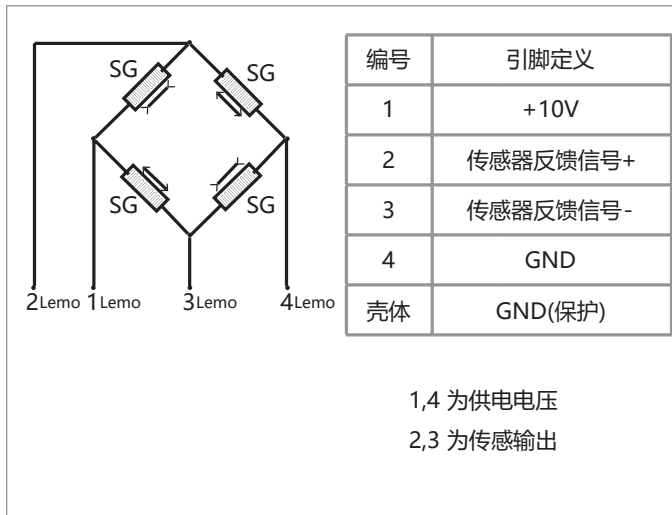 SG SG
SG SG
2Lemo 1Lemo 3Lemo 4Lemo
编号 引脚定义
1 +10V
2 传感器反馈信号+
3 传感器反馈信号-
4 GND
壳体 GND(保护)
1,4 为供电电压
2,3 为传感输出